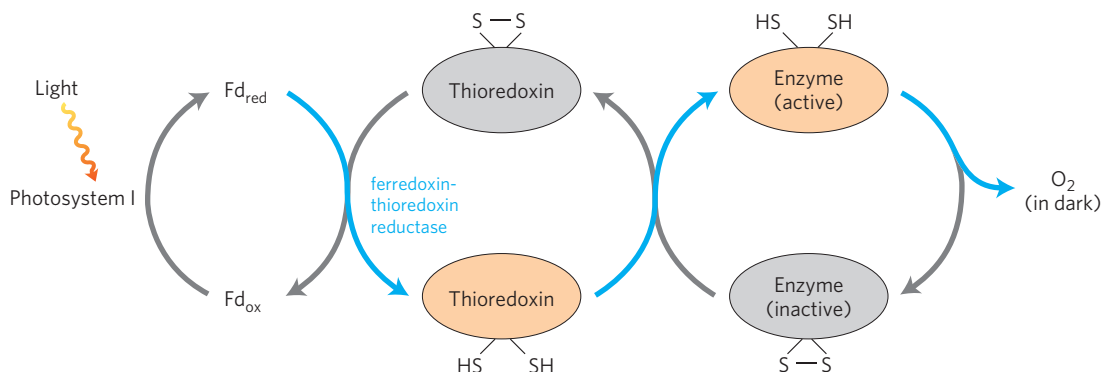 S — S
HS SH
Light
Fd_red
Thioredoxin
Enzyme
(active)
Photosystem I
ferredoxin-
thioredoxin
reductase
O₂
(in dark)
Fd_ox
Thioredoxin
Enzyme
(inactive)
HS SH
S — S